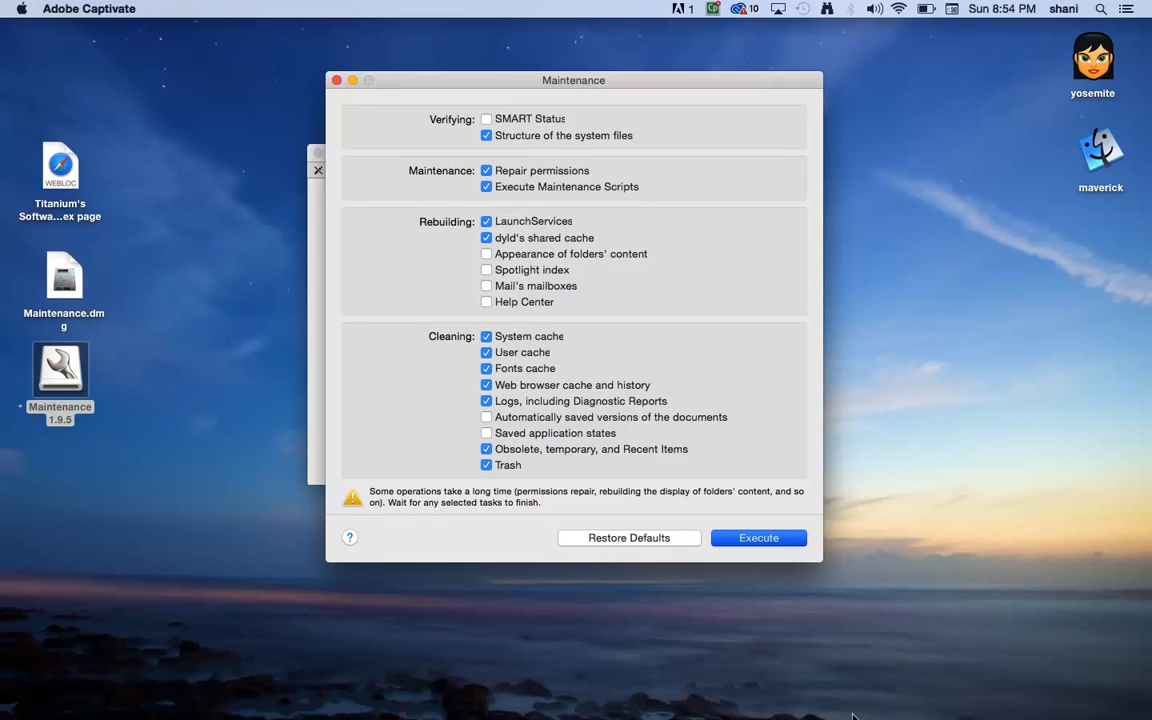 Adobe Captivate
1
10
Sun 8:54 PM
shani
yosemite
maverick
WEBLOC
Titanium's
Softwa...ex page
Maintenance.dm
g
Maintenance
1.9.5
Maintenance
Verifying:
SMART Status
Structure of the system files
Maintenance:
Repair permissions
Execute Maintenance Scripts
Rebuilding:
LaunchServices
dyld's shared cache
Appearance of folders' content
Spotlight index
Mail's mailboxes
Help Center
Cleaning:
System cache
User cache
Fonts cache
Web browser cache and history
Logs, including Diagnostic Reports
Automatically saved versions of the documents
Saved application states
Obsolete, temporary, and Recent Items
Trash
Some operations take a long time (permissions repair, rebuilding the display of folders' content, and so
on). Wait for any selected tasks to finish.
?
Restore Defaults
Execute